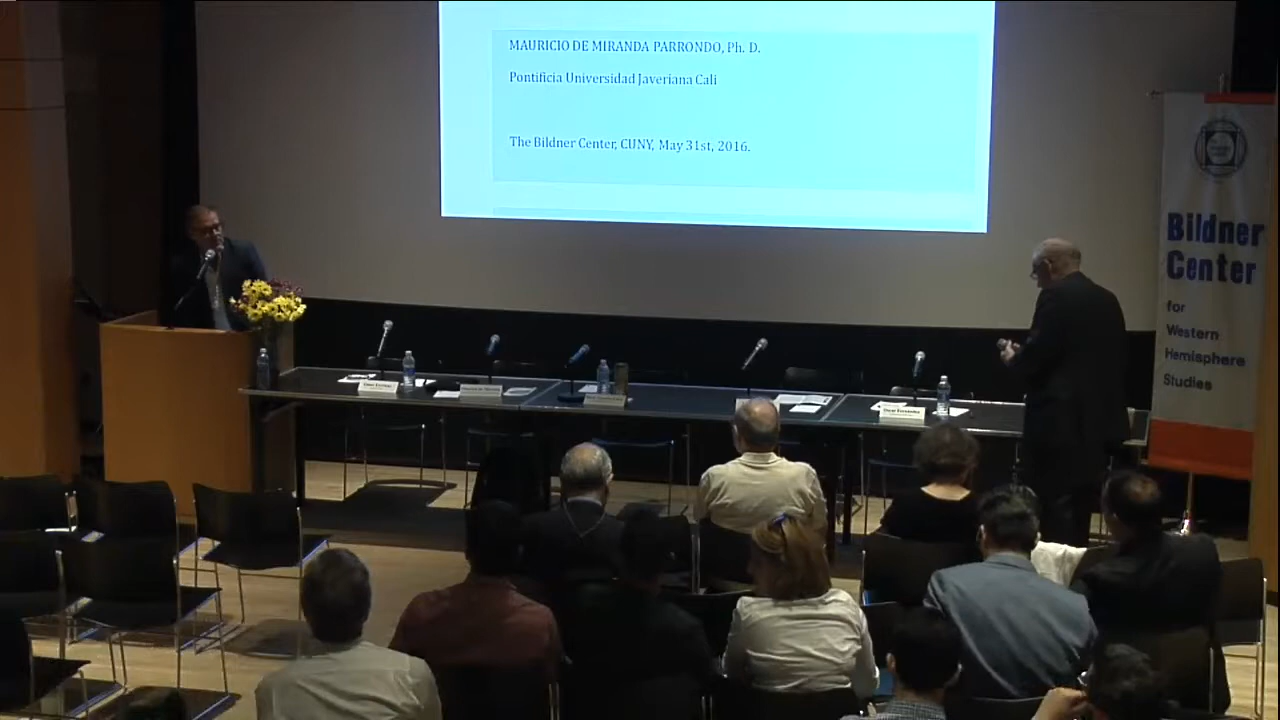 MAURICIO DE MIRANDA PARRONDO, Ph. D.
Pontificia Universidad Javeriana Cali
The Bildner Center, CUNY, May 31st, 2016.
Bildner
Center
for
Western
Hemisphere
Studies